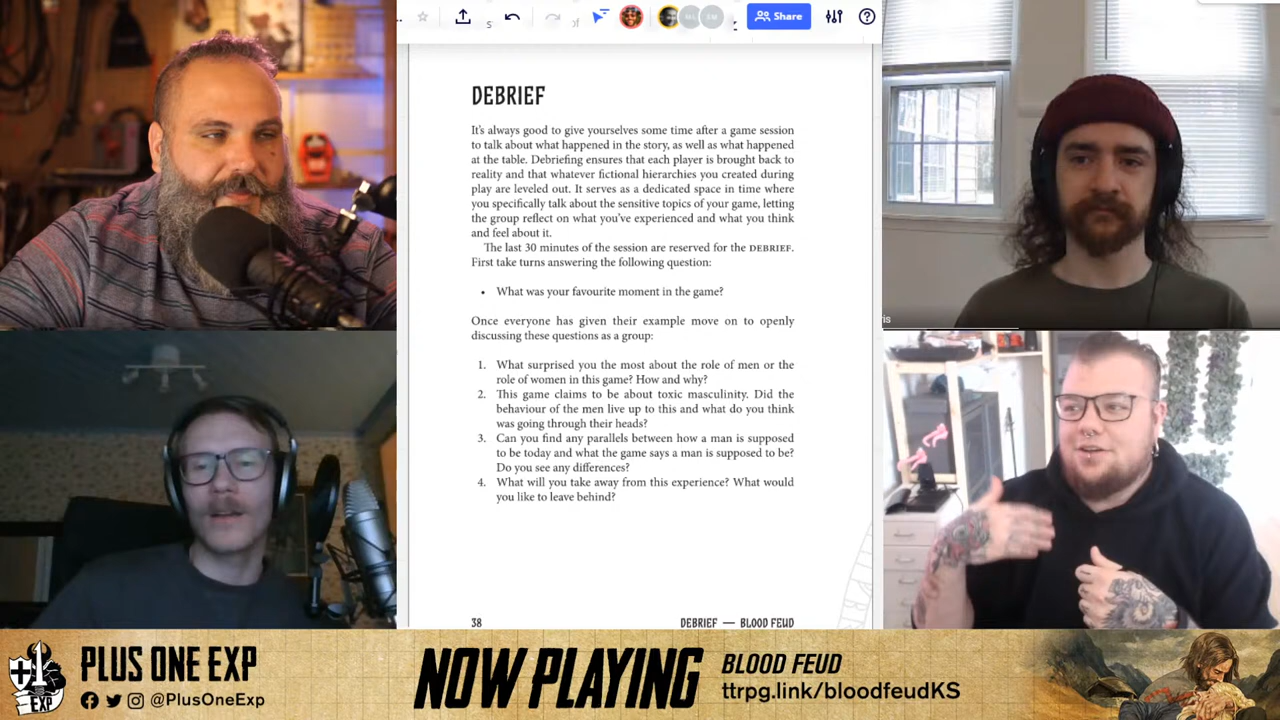 Share
DEBRIEF
It's always good to give yourselves some time after a game session
to talk about what happened in the story, as well as what happened
at the table. Debriefing ensures that each player is brought back to
reality and that whatever fictional hierarchies you created during
play are leveled out. It serves as a dedicated space in time where
you specifically talk about the sensitive topics of your game, letting
the group reflect on what you've experienced and what you think
and feel about it.
The last 30 minutes of the session are reserved for the DEBRIEF.
First take turns answering the following question:
• What was your favourite moment in the game?
Once everyone has given their example move on to openly
discussing these questions as a group:
1. What surprised you the most about the role of men or the
role of women in this game? How and why?
2. This game claims to be about toxic masculinity. Did the
behaviour of the men live up to this and what do you think
was going through their heads?
3. Can you find any parallels between how a man is supposed
to be today and what the game says a man is supposed to be?
Do you see any differences?
4. What will you take away from this experience? What would
you like to leave behind?
38 DEBRIEF — BLOOD FEUD
is
EXP
PLUS ONE EXP
@PlusOneExp
NOW PLAYING
BLOOD FEUD
ttrpg.link/bloodfeudKS